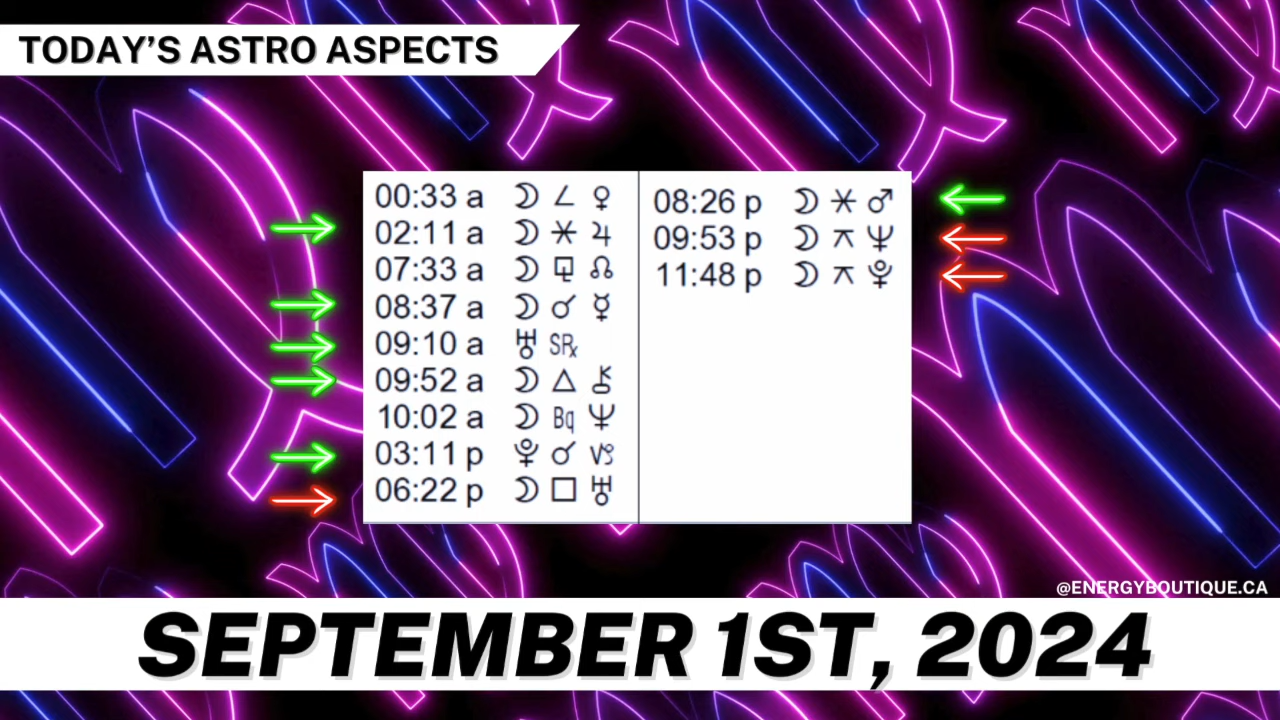 TODAY'S ASTRO ASPECTS
00:33 a ☽ ∠ ♀
02:11 a ☽ ⚹ ♃
07:33 a ☽ ⚼ ☊
08:37 a ☽ ☌ ☿
09:10 a ♅ SRx
09:52 a ☽ △ ⚷
10:02 a ☽ Bq ♆
03:11 p ⯓ ☌ ♑
06:22 p ☽ □ ♅
08:26 p ☽ ⚹ ♂
09:53 p ☽ ⚻ ♆
11:48 p ☽ ⚻ ⯓
@ENERGYBOUTIQUE.CA
SEPTEMBER 1ST, 2024